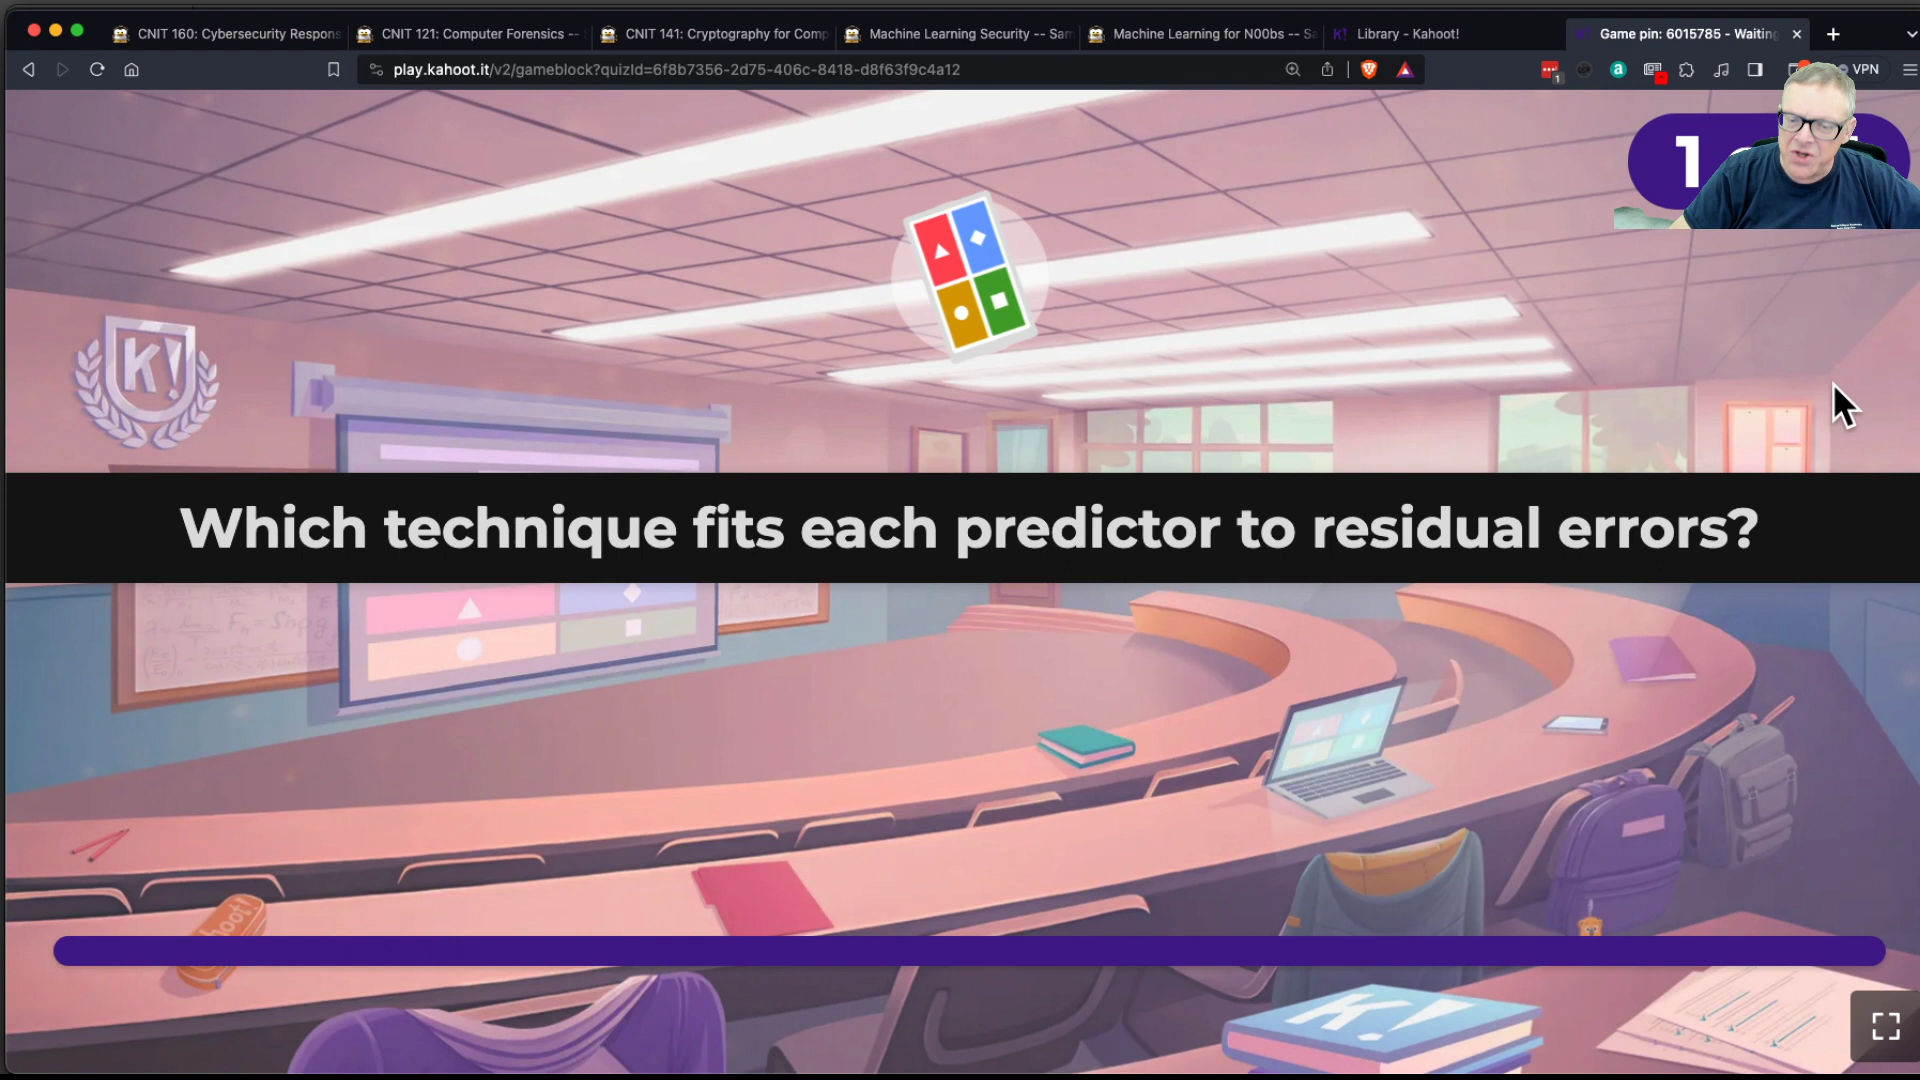 CNIT 160: Cybersecurity Respons
CNIT 121: Computer Forensics --
CNIT 141: Cryptography for Comp
Machine Learning Security -- Sam
Machine Learning for N00bs -- Sa
Library - Kahoot!
Game pin: 6015785 - Waiting
play.kahoot.it/v2/gameblock?quizId=6f8b7356-2d75-406c-8418-d8f63f9c4a12
1
VPN
1
K!
Which technique fits each predictor to residual errors?
K!